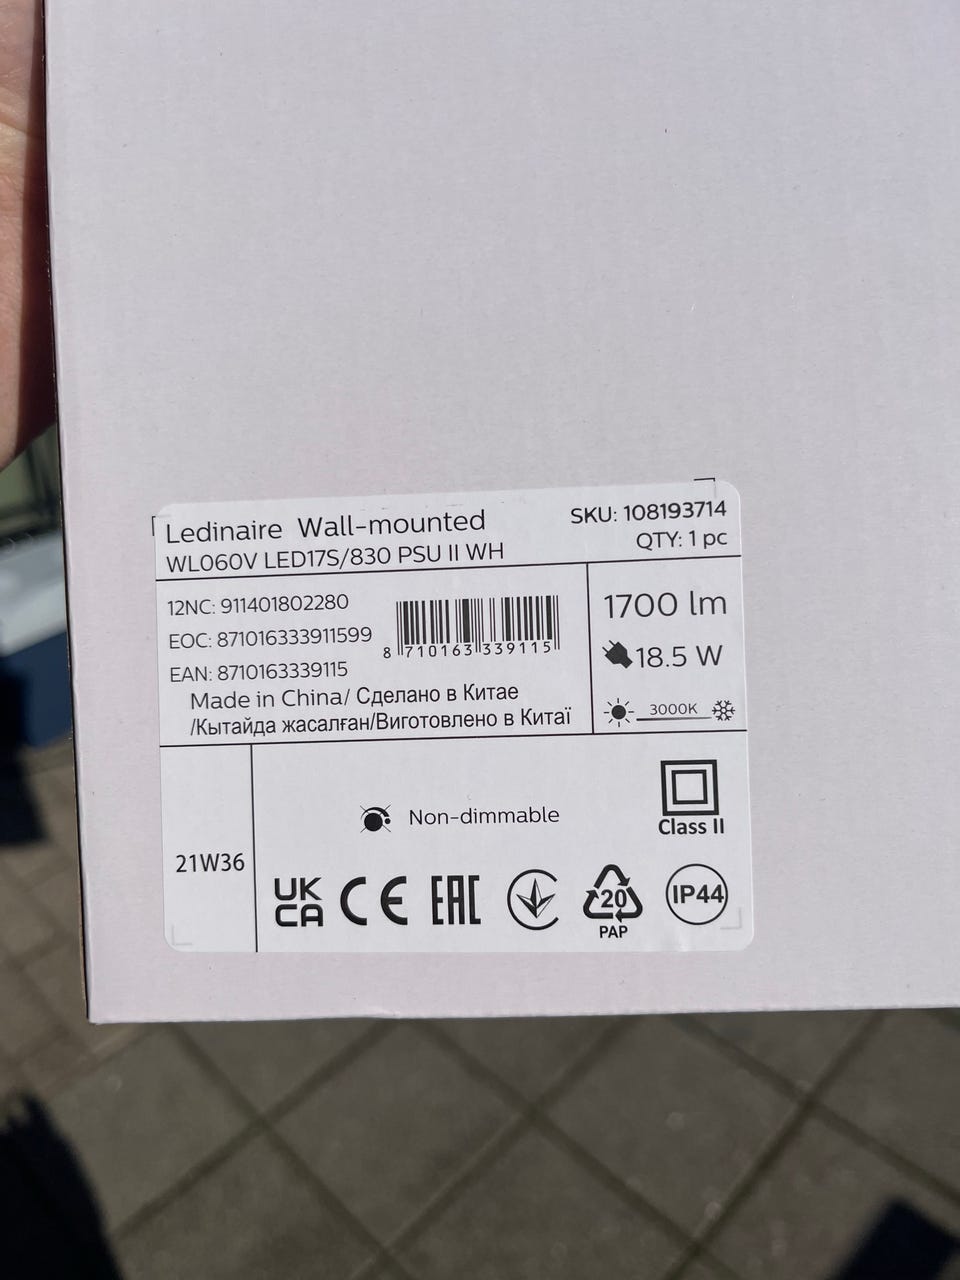 Ledinaire Wall-mounted
WL060V LED17S/830 PSU II WH
SKU: 108193714
QTY: 1 pc
12NC: 911401802280
EOC: 871016333911599
EAN: 8710163339115
8 710163 339115
Made in China/ Сделано в Китае
/Кытайда жасалған/Виготовлено в Китаї
1700 lm
18.5 W
3000K
21W36
Non-dimmable
Class II
UK
CA
CE
EAC
20
PAP
IP44